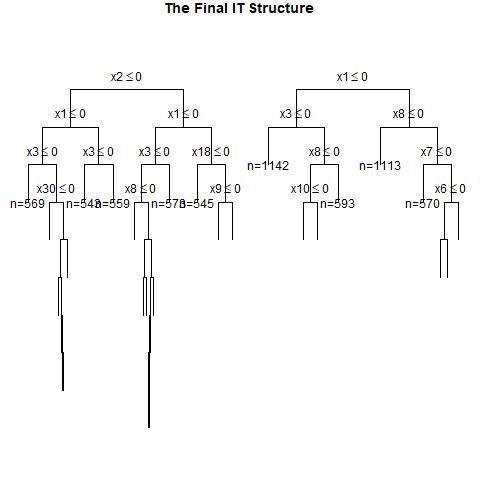 The Final IT Structure
x2 ≤ 0
x1 ≤ 0
x1 ≤ 0
x1 ≤ 0
x3 ≤ 0
x8 ≤ 0
x3 ≤ 0
x3 ≤ 0
x3 ≤ 0
x18 ≤ 0
x8 ≤ 0
x7 ≤ 0
n=1142
n=1113
x30 ≤ 0
x8 ≤ 0
x9 ≤ 0
x10 ≤ 0
x6 ≤ 0
n=569
n=559
n=545
n=593
n=570